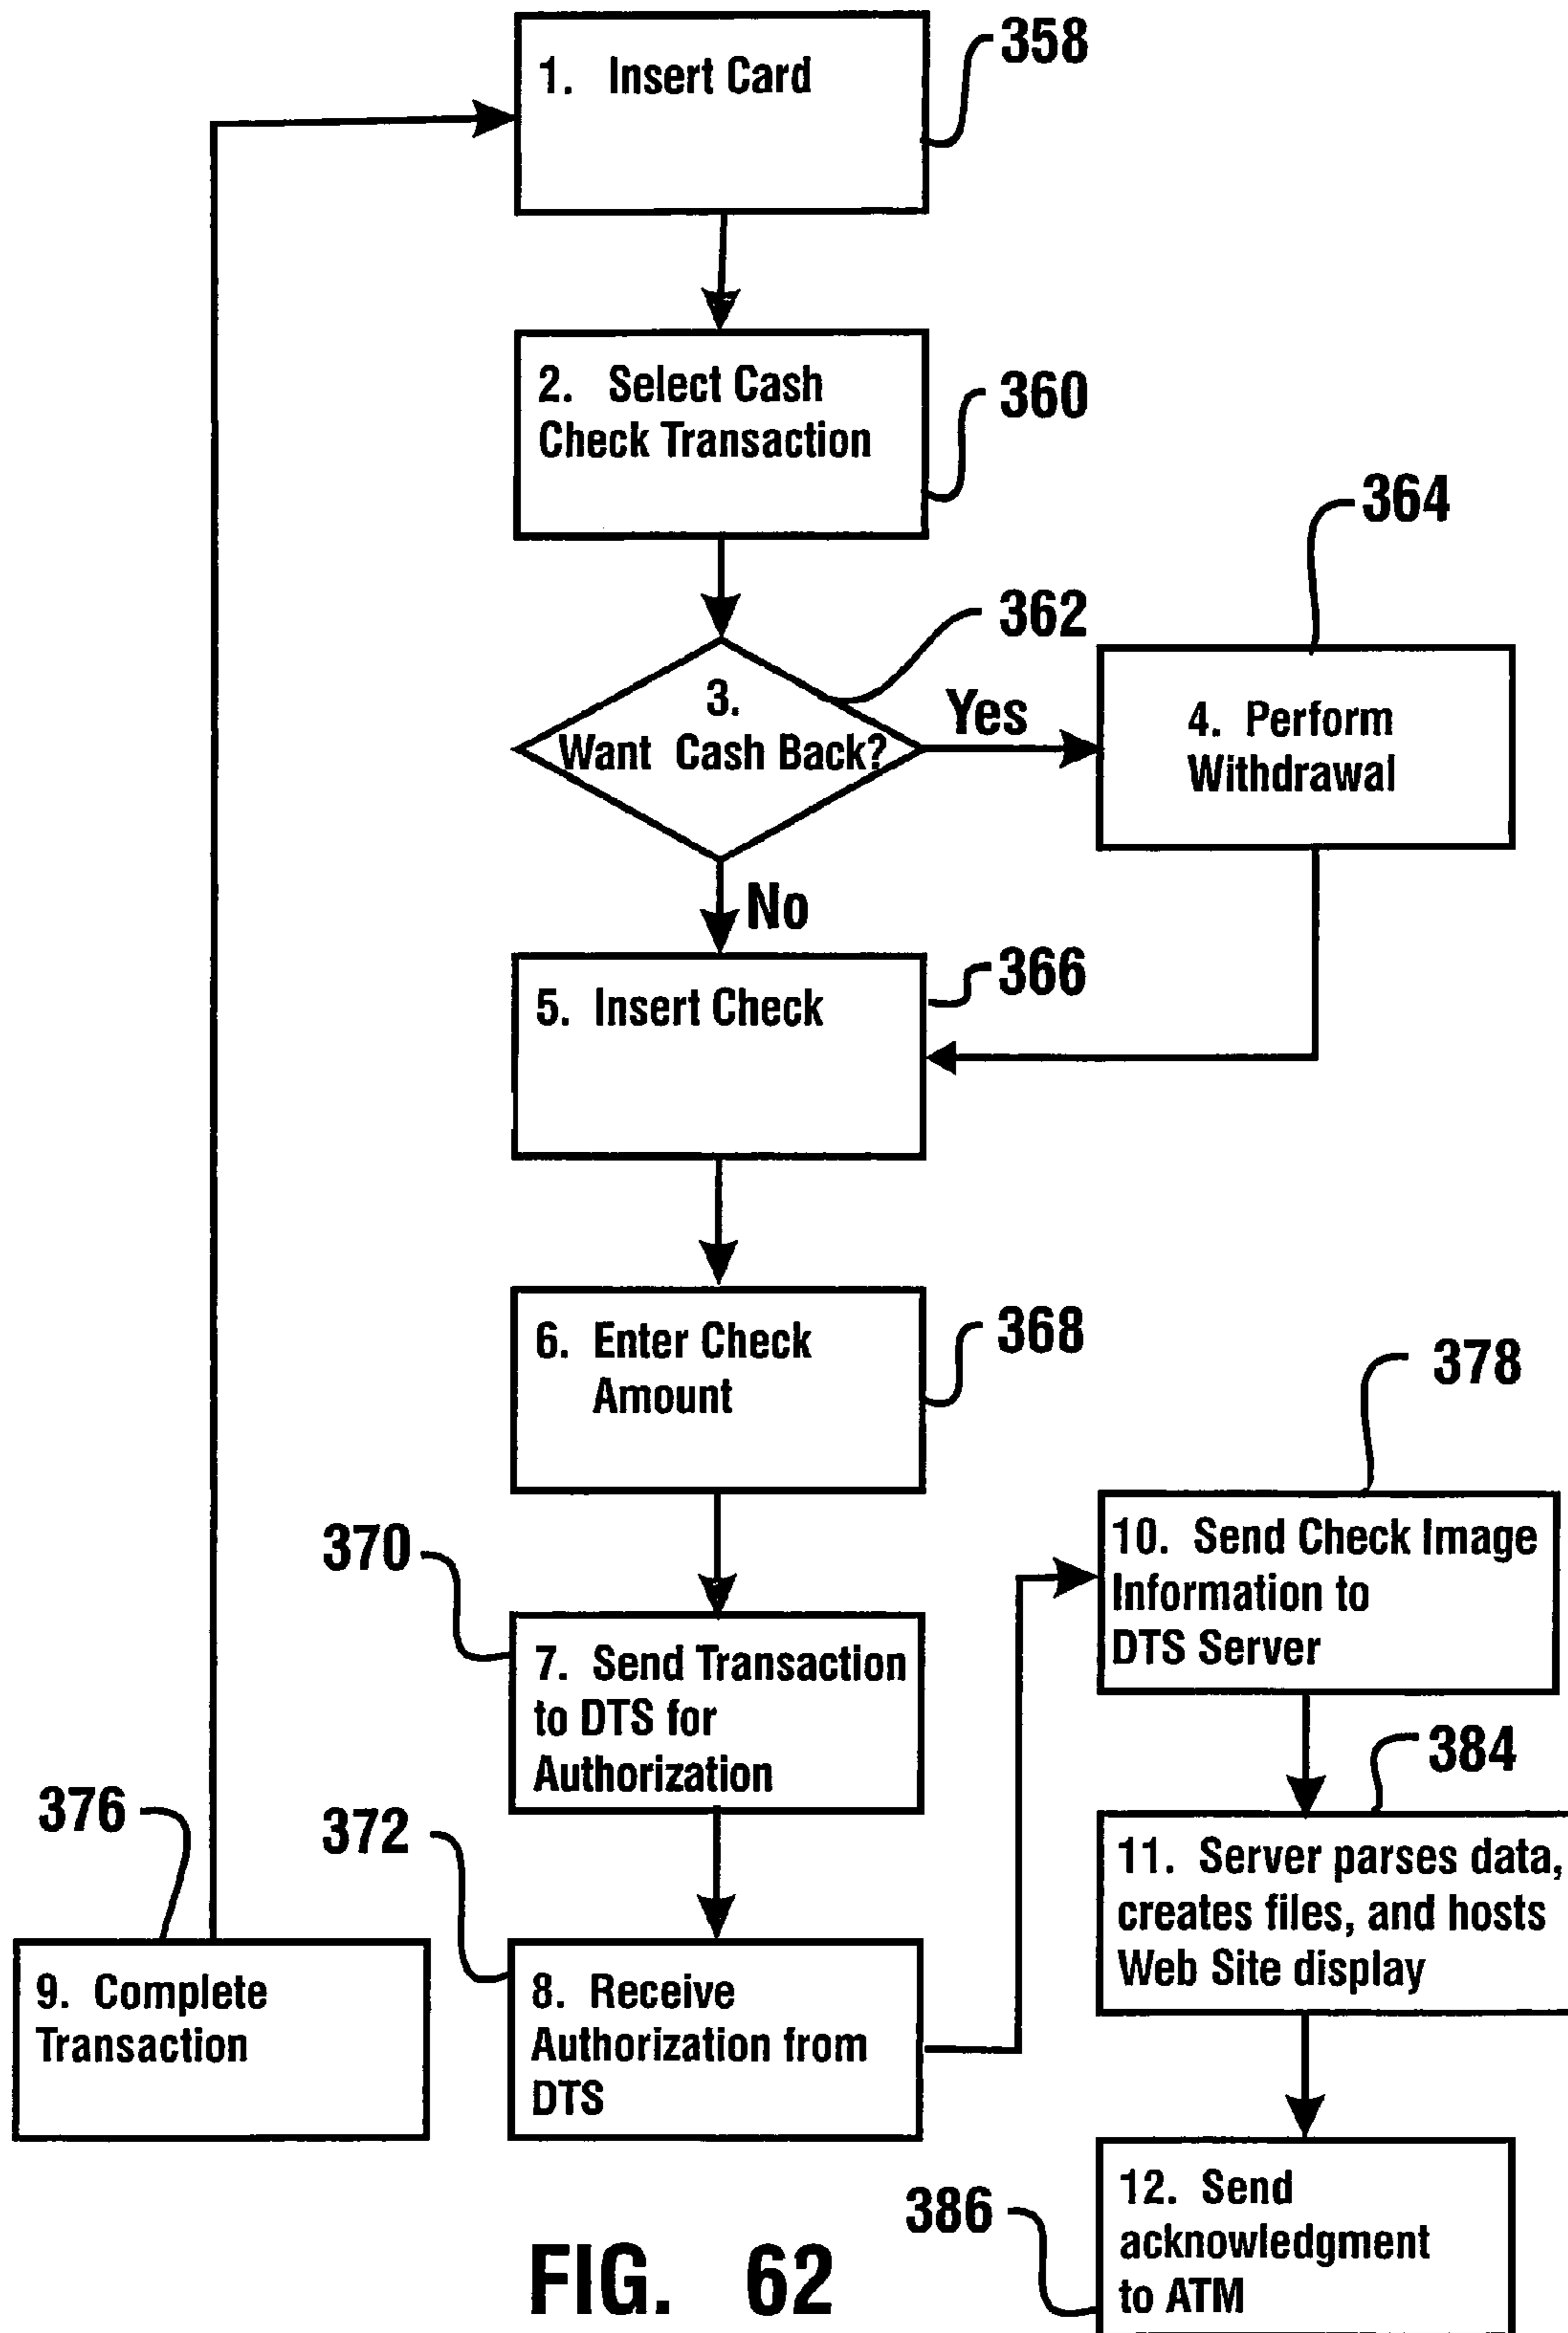 1. Insert Card
358
2. Select Cash
Check Transaction
360
362
364
3.
Want Cash Back?
Yes
4. Perform
Withdrawal
No
5. Insert Check
366
6. Enter Check
Amount
368
370
7. Send Transaction
to DTS for
Authorization
378
10. Send Check Image
Information to
DTS Server
384
11. Server parses data,
creates files, and hosts
Web Site display
376
9. Complete
Transaction
372
8. Receive
Authorization from
DTS
386
12. Send
acknowledgment
to ATM
FIG. 62